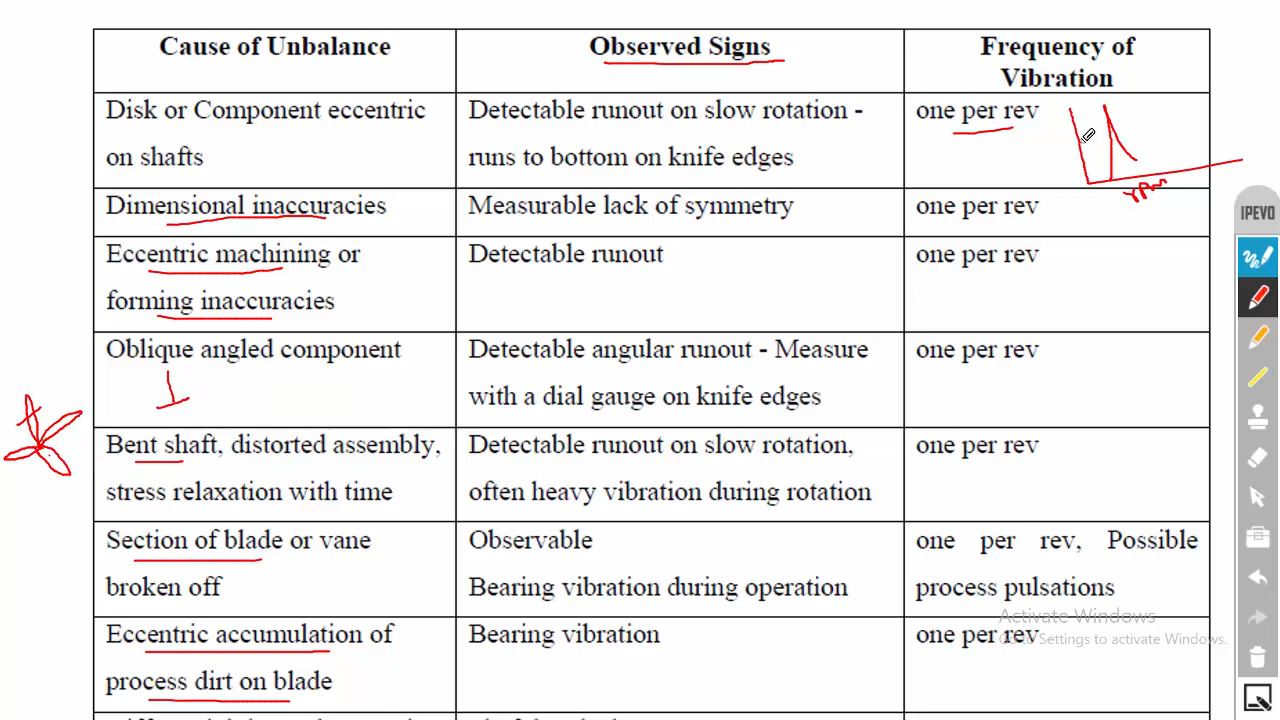 Cause of Unbalance
Observed Signs
Frequency of
Vibration
Disk or Component eccentric
on shafts
Detectable runout on slow rotation -
runs to bottom on knife edges
one per rev
rpm
Dimensional inaccuracies
Measurable lack of symmetry
one per rev
Eccentric machining or
forming inaccuracies
Detectable runout
one per rev
Oblique angled component
Detectable angular runout - Measure
with a dial gauge on knife edges
one per rev
Bent shaft, distorted assembly,
stress relaxation with time
Detectable runout on slow rotation,
often heavy vibration during rotation
one per rev
Section of blade or vane
broken off
Observable
Bearing vibration during operation
one per rev, Possible
process pulsations
Eccentric accumulation of
process dirt on blade
Bearing vibration
one per rev
Activate Windows
Go to Settings to activate Windows.
IPEVO